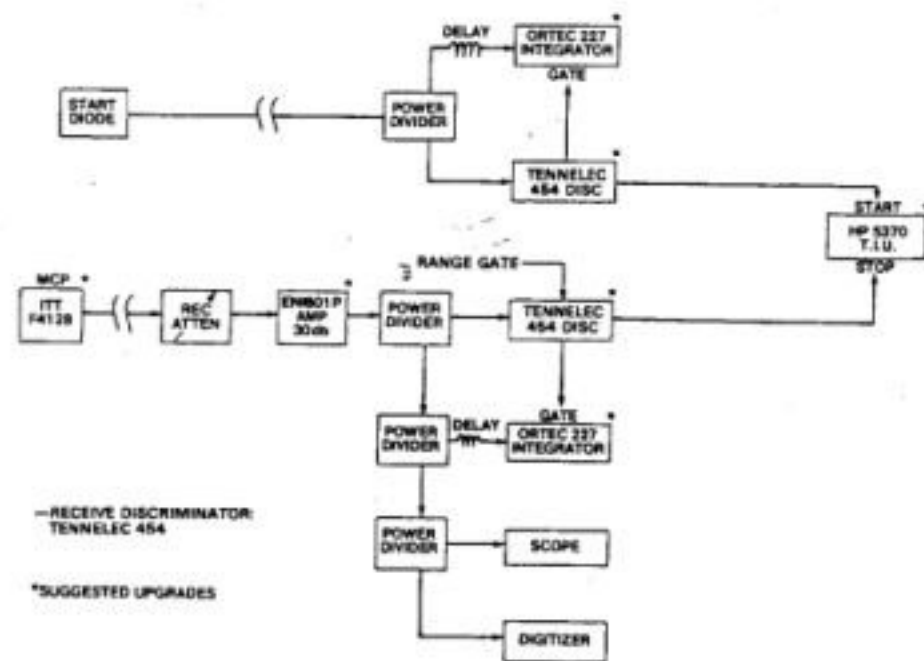 DELAY
ORTEC 227
INTEGRATOR
*
GATE
START
DIODE
POWER
DIVIDER
TENNELEC
454 DISC
*
START
HP 5370
T.I.U.
*
STOP
RANGE GATE
MCP *
ITT
F4128
REC
ATTEN
AMP
30db
*
POWER
DIVIDER
TENNELEC
454 DISC
*
POWER
DIVIDER
DELAY
GATE
ORTEC 227
INTEGRATOR
*
—RECEIVE DISCRIMINATOR:
TENNELEC 454
POWER
DIVIDER
SCOPE
*SUGGESTED UPGRADES
DIGITIZER